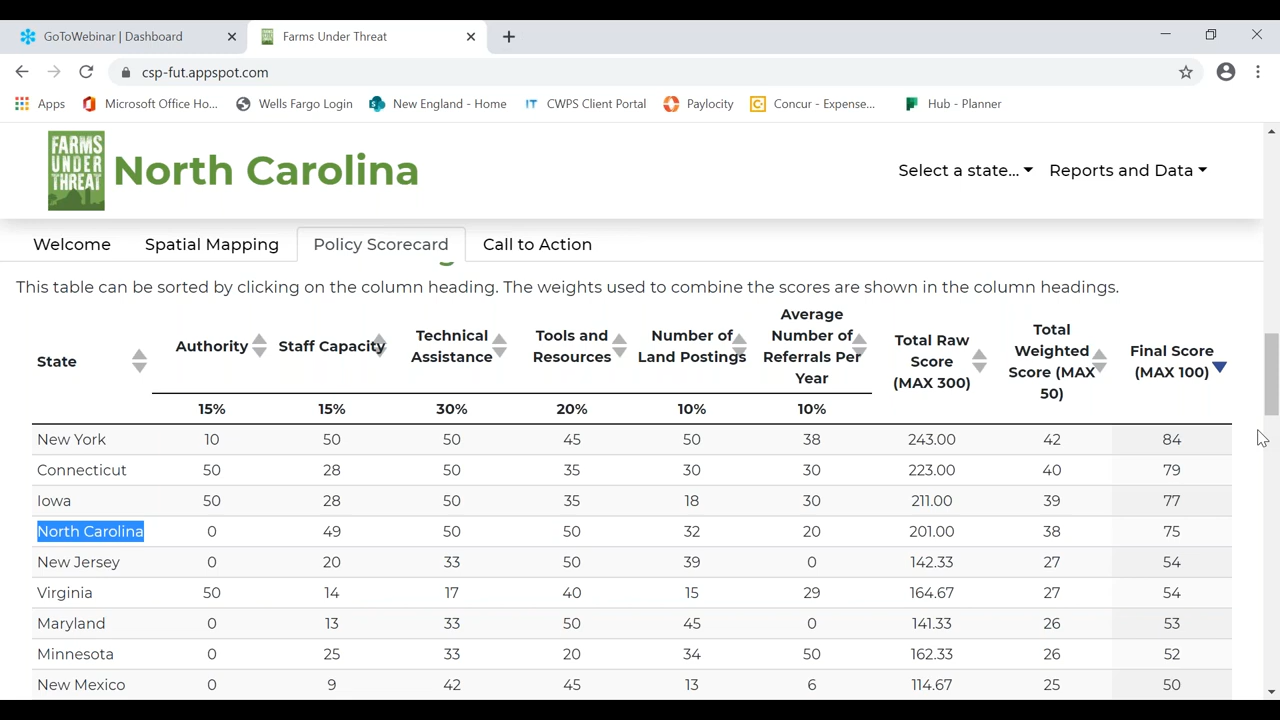 GoToWebinar | Dashboard
Farms Under Threat
csp-fut.appspot.com
Apps
Microsoft Office Ho...
Wells Fargo Login
New England - Home
IT CWPS Client Portal
Paylocity
Concur - Expense...
Hub - Planner
FARMS
UNDER
THREAT
North Carolina
Select a state...
Reports and Data
Welcome
Spatial Mapping
Policy Scorecard
Call to Action
This table can be sorted by clicking on the column heading. The weights used to combine the scores are shown in the column headings.
State
Authority
Staff Capacity
Technical
Assistance
Tools and
Resources
Number of
Land Postings
Average
Number of
Referrals Per
Year
Total Raw
Score
(MAX 300)
Total
Weighted
Score (MAX
50)
Final Score
(MAX 100)
15% 15% 30% 20% 10% 10%
New York 10 50 50 45 50 38 243.00 42 84
Connecticut 50 28 50 35 30 30 223.00 40 79
Iowa 50 28 50 35 18 30 211.00 39 77
North Carolina 0 49 50 50 32 20 201.00 38 75
New Jersey 0 20 33 50 39 0 142.33 27 54
Virginia 50 14 17 40 15 29 164.67 27 54
Maryland 0 13 33 50 45 0 141.33 26 53
Minnesota 0 25 33 20 34 50 162.33 26 52
New Mexico 0 9 42 45 13 6 114.67 25 50